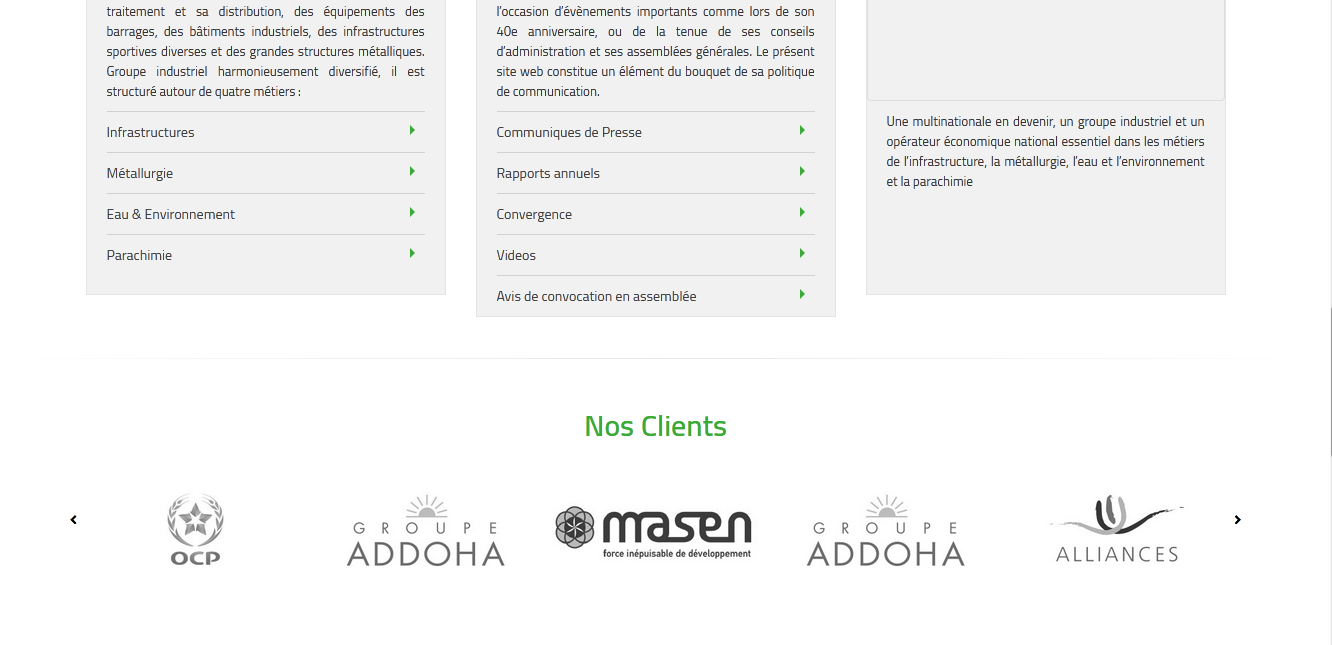 traitement et sa distribution, des équipements des
barrages, des bâtiments industriels, des infrastructures
sportives diverses et des grandes structures métalliques.
Groupe industriel harmonieusement diversifié, il est
structuré autour de quatre métiers :
Infrastructures
Métallurgie
Eau & Environnement
Parachimie
l’occasion d’évènements importants comme lors de son
40e anniversaire, ou de la tenue de ses conseils
d’administration et ses assemblées générales. Le présent
site web constitue un élément du bouquet de sa politique
de communication.
Communiques de Presse
Rapports annuels
Convergence
Videos
Avis de convocation en assemblée
Une multinationale en devenir, un groupe industriel et un
opérateur économique national essentiel dans les métiers
de l’infrastructure, la métallurgie, l’eau et l’environnement
et la parachimie
Nos Clients
OCP
GROUPE
ADDOHA
masen
force inépuisable de développement
GROUPE
ADDOHA
ALLIANCES